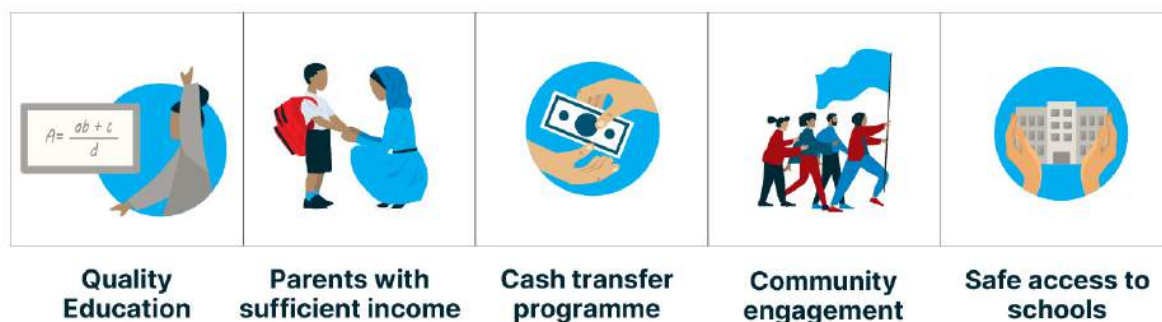 A = ab + c
d
Quality
Education
Parents with
sufficient income
Cash transfer
programme
Community
engagement
Safe access to
schools